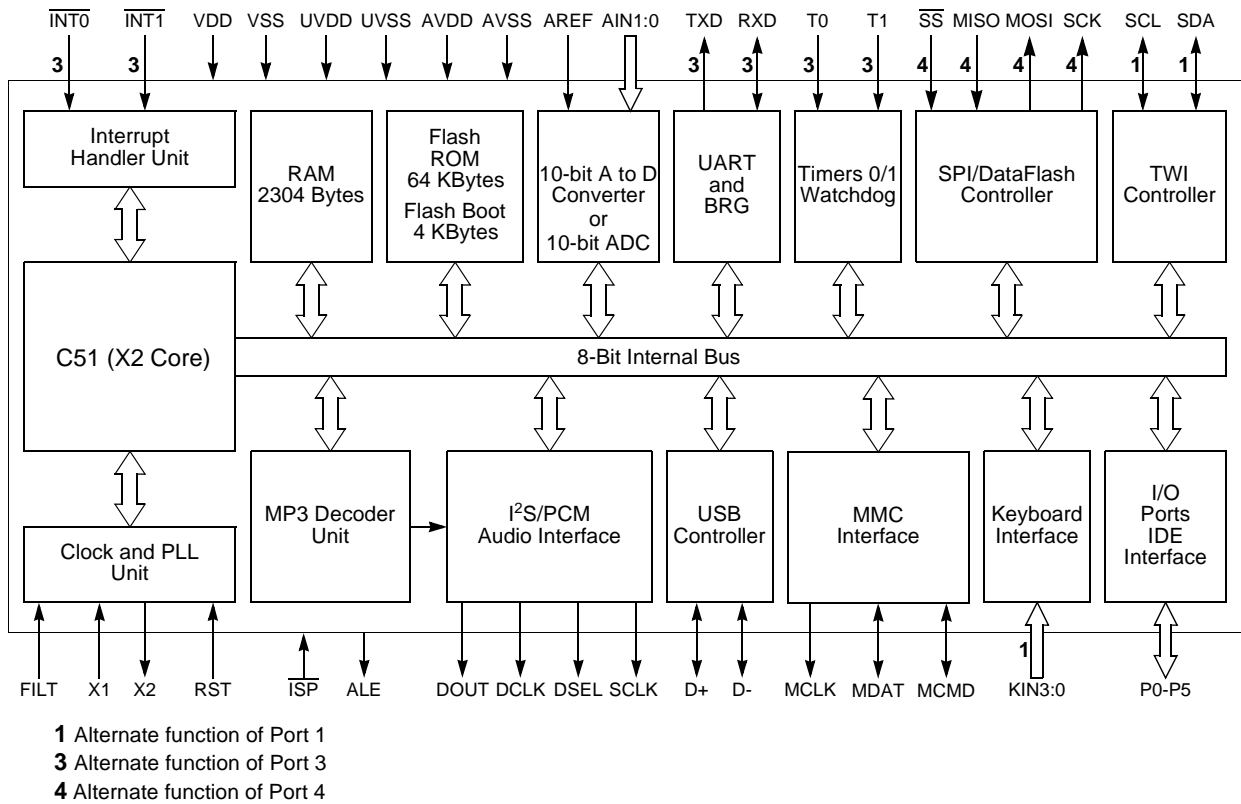 INT0 INT1 VDD VSS UVDD UVSS AVDD AVSS AREF AIN1:0 TXD RXD T0 T1 SS MISO MOSI SCK SCL SDA
3 3 3 3 3 3 4 4 4 4 1 1
Interrupt
Handler Unit
RAM
2304 Bytes
Flash
ROM
64 KBytes
Flash Boot
4 KBytes
10-bit A to D
Converter
or
10-bit ADC
UART
and
BRG
Timers 0/1
Watchdog
SPI/DataFlash
Controller
TWI
Controller
C51 (X2 Core)
8-Bit Internal Bus
Clock and PLL
Unit
MP3 Decoder
Unit
I²S/PCM
Audio Interface
USB
Controller
MMC
Interface
Keyboard
Interface
I/O
Ports
IDE
Interface
1
FILT X1 X2 RST ISP ALE DOUT DCLK DSEL SCLK D+ D- MCLK MDAT MCMD KIN3:0 P0-P5
1 Alternate function of Port 1
3 Alternate function of Port 3
4 Alternate function of Port 4